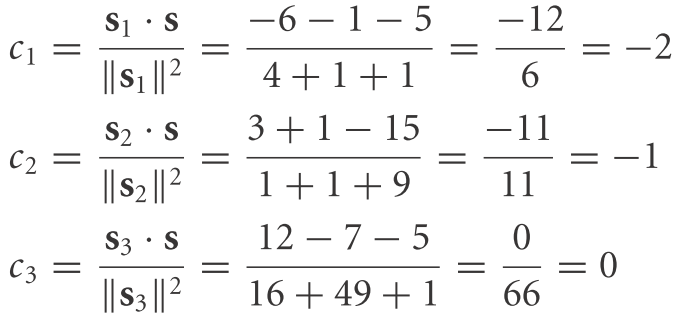 c₁ = s₁ · s / ‖s₁‖² = −6 − 1 − 5 / 4 + 1 + 1 = −12 / 6 = −2
c₂ = s₂ · s / ‖s₂‖² = 3 + 1 − 15 / 1 + 1 + 9 = −11 / 11 = −1
c₃ = s₃ · s / ‖s₃‖² = 12 − 7 − 5 / 16 + 49 + 1 = 0 / 66 = 0